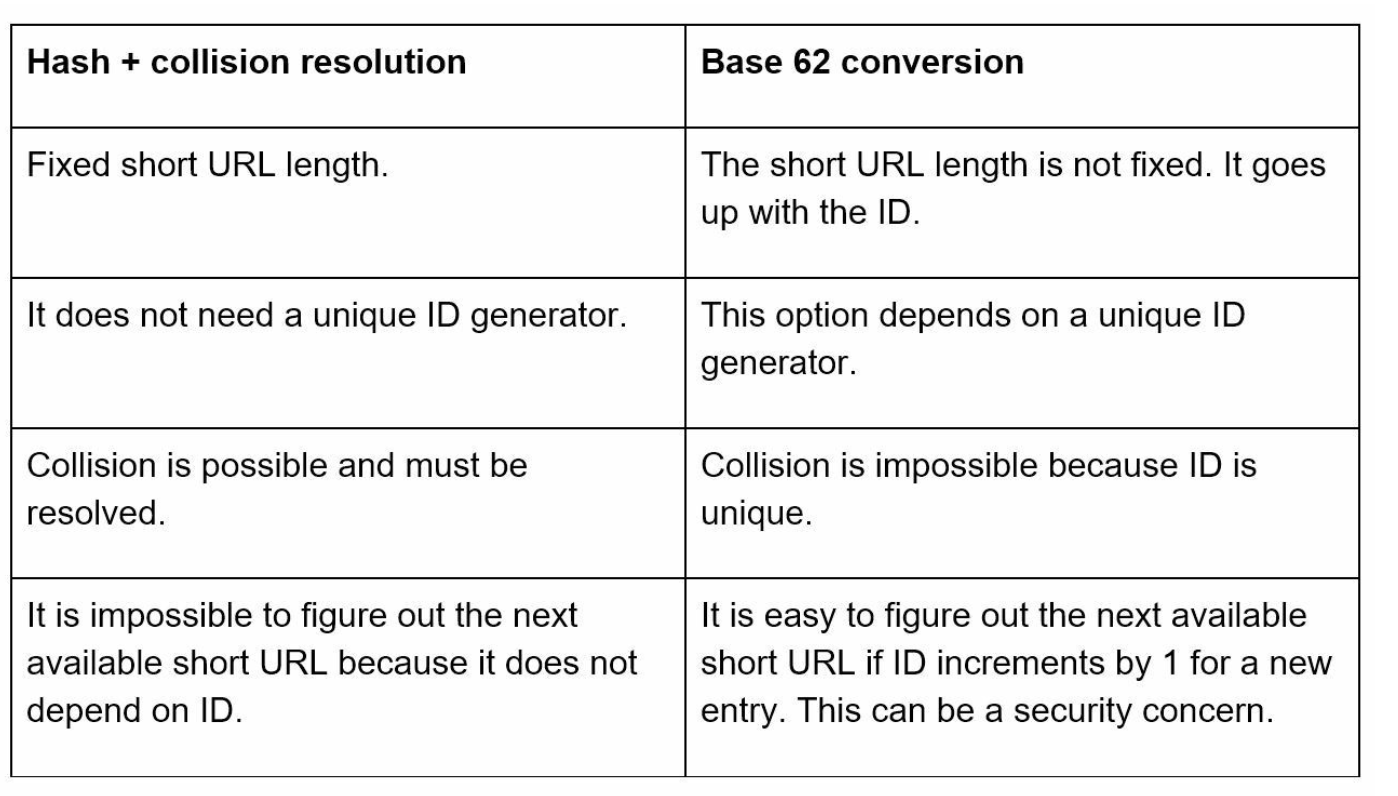 Hash + collision resolution
Base 62 conversion
Fixed short URL length.
The short URL length is not fixed. It goes
up with the ID.
It does not need a unique ID generator.
This option depends on a unique ID
generator.
Collision is possible and must be
resolved.
Collision is impossible because ID is
unique.
It is impossible to figure out the next
available short URL because it does not
depend on ID.
It is easy to figure out the next available
short URL if ID increments by 1 for a new
entry. This can be a security concern.